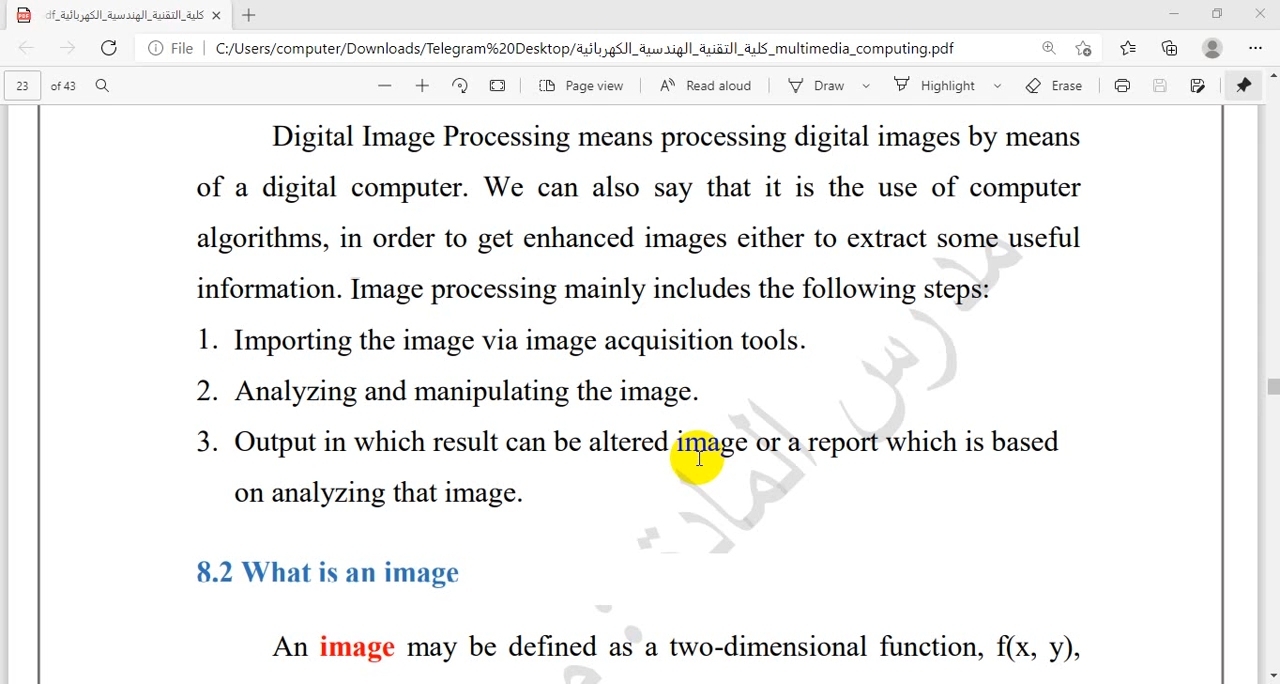 df_كلية_التقنية_الهندسية_الكهربائية
File
C:/Users/computer/Downloads/Telegram%20Desktop/كلية_التقنية_الهندسية_الكهربائية_multimedia_computing.pdf
23 of 43 Page view Read aloud Draw Highlight Erase
Digital Image Processing means processing digital images by means
of a digital computer. We can also say that it is the use of computer
algorithms, in order to get enhanced images either to extract some useful
information. Image processing mainly includes the following steps:
1. Importing the image via image acquisition tools.
2. Analyzing and manipulating the image.
3. Output in which result can be altered image or a report which is based
on analyzing that image.
مدرس المادة
8.2 What is an image
An image may be defined as a two-dimensional function, f(x, y),